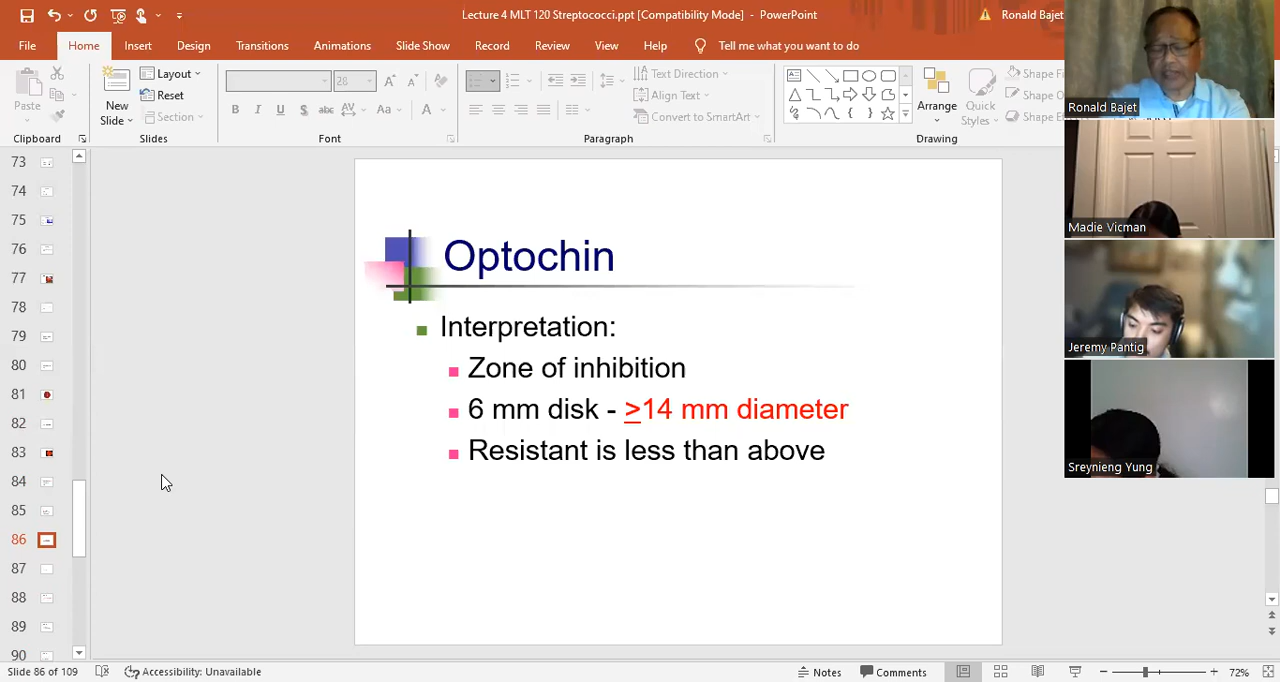 Lecture 4 MLT 120 Streptococci.ppt [Compatibility Mode] - PowerPoint
Ronald Bajet
File Home Insert Design Transitions Animations Slide Show Record Review View Help Tell me what you want to do
Paste
New Slide
Layout
Reset
Section
28
B I U S abc AV Aa A
Text Direction
Align Text
Convert to SmartArt
Arrange
Quick Styles
Shape Fi
Shape O
Shape E
Clipboard Slides Font Paragraph Drawing
73
74
75
76
77
78
79
80
81
82
83
84
85
86
87
88
89
90
Optochin
Interpretation:
Zone of inhibition
6 mm disk - >14 mm diameter
Resistant is less than above
Ronald Bajet
Madie Vicman
Jeremy Pantig
Sreynieng Yung
Slide 86 of 109 Accessibility: Unavailable Notes Comments 72%